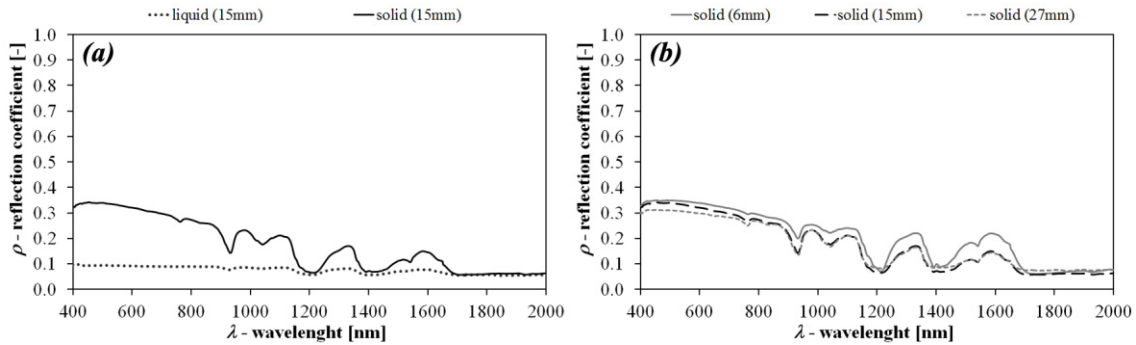 liquid (15mm) solid (15mm)
(a)
ρ - reflection coefficient [-]
1.0
0.9
0.8
0.7
0.6
0.5
0.4
0.3
0.2
0.1
0.0
400 600 800 1000 1200 1400 1600 1800 2000
λ - wavelenght [nm]
solid (6mm) solid (15mm) solid (27mm)
(b)
ρ - reflection coefficient [-]
1.0
0.9
0.8
0.7
0.6
0.5
0.4
0.3
0.2
0.1
0.0
400 600 800 1000 1200 1400 1600 1800 2000
λ - wavelenght [nm]